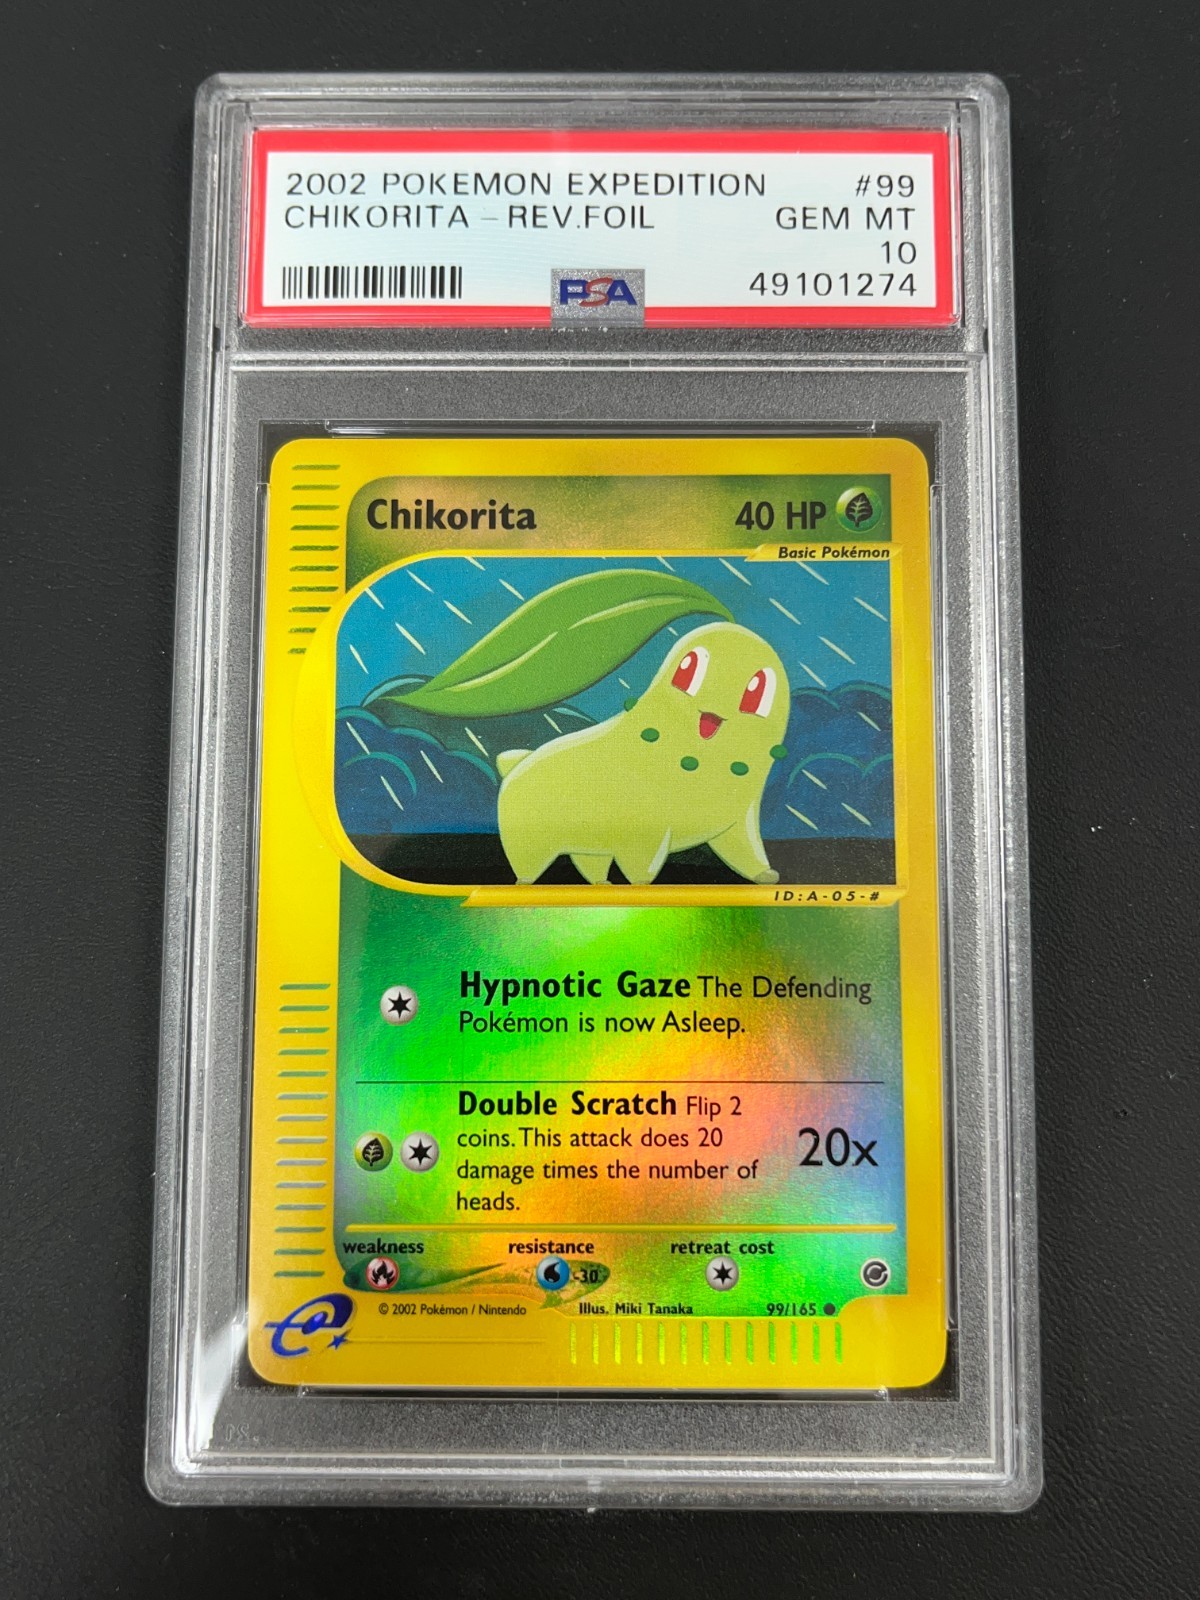 2002 POKEMON EXPEDITION #99
CHIKORITA - REV.FOIL GEM MT
10
PSA 49101274
Chikorita 40 HP
Basic Pokémon
ID:A-05-#
Hypnotic Gaze The Defending
Pokémon is now Asleep.
Double Scratch Flip 2
coins. This attack does 20
damage times the number of
heads.
20x
weakness resistance retreat cost
-30
© 2002 Pokémon / Nintendo Illus. Miki Tanaka 99/165
e